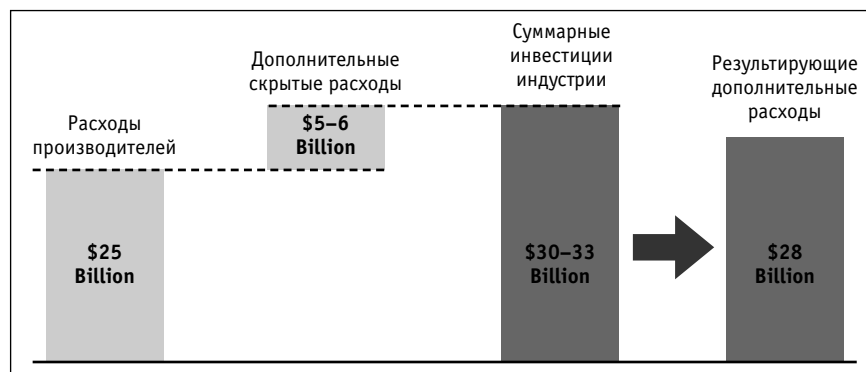 Расходы
производителей
$25
Billion
Дополнительные
скрытые расходы
$5–6
Billion
Суммарные
инвестиции
индустрии
$30–33
Billion
Результирующие
дополнительные
расходы
$28
Billion